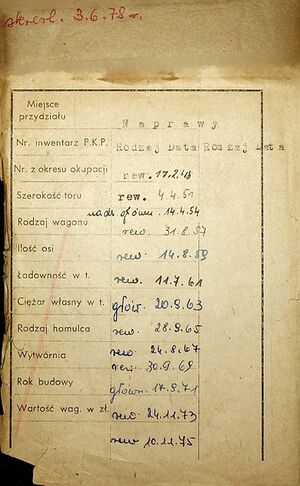 skreśl. 3.6.78 r.
Miejsce przydziału
Naprawy
Nr. inwentarz P.K.P. Rodzaj Data Rodzaj Data
Nr. z okresu okupacji rew. 17.2.48
Szerokość toru rew. 4.4.51
nads. główn. 14.4.54
Rodzaj wagonu rew. 31.8.57
Ilość osi rew. 14.8.59
Ładowność w t. rew. 11.7.61
Ciężar własny w t. główn. 20.9.63
Rodzaj hamulca rew. 28.9.65
Wytwórnia rew. 24.8.67
rew. 30.9.69
Rok budowy główn. 17.9.71
Wartość wag. w zł. rew. 24.11.73
rew 10.11.75